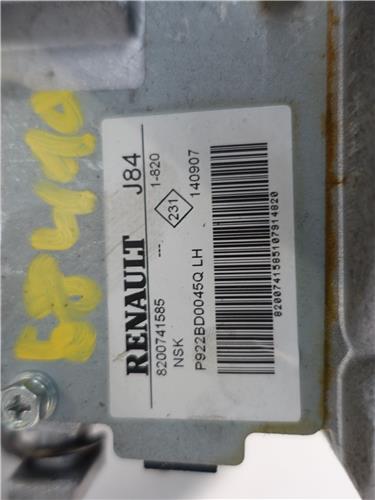 RENAULT J84
8200741585 --- 1-820
NSK 231
P922BD0045Q LH 140907
8200741585107914820